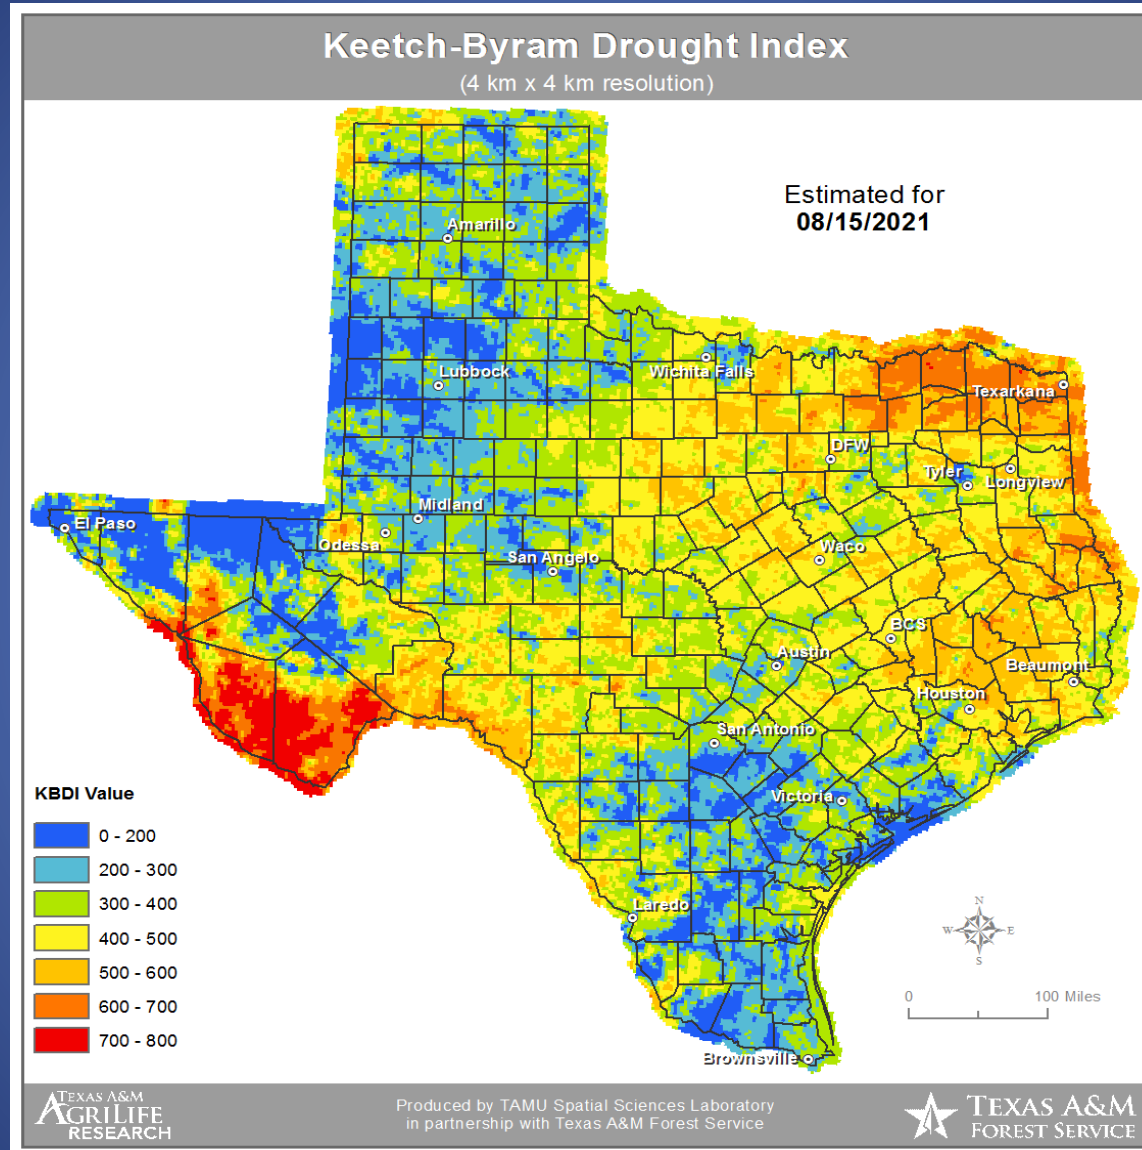 Keetch-Byram Drought Index
(4 km x 4 km resolution)
Estimated for
08/15/2021
Amarillo
Lubbock
Wichita Falls
Texarkana
DFW
Tyler
Longview
El Paso
Midland
Odessa
San Angelo
Waco
BCS
Austin
Beaumont
Houston
San Antonio
Victoria
Laredo
Brownsville
KBDI Value
0 - 200
200 - 300
300 - 400
400 - 500
500 - 600
600 - 700
700 - 800
N
W E
S
0 100 Miles
TEXAS A&M
AGRILIFE
RESEARCH
Produced by TAMU Spatial Sciences Laboratory
in partnership with Texas A&M Forest Service
TEXAS A&M
FOREST SERVICE